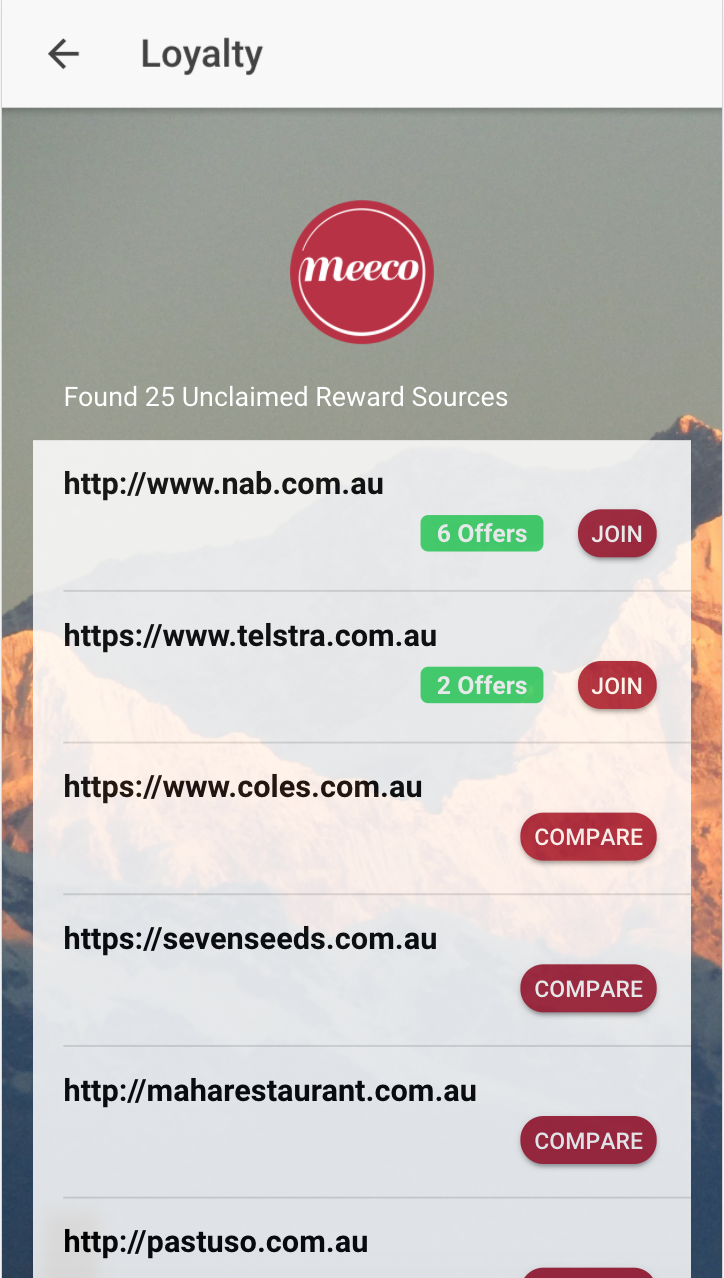 Loyalty
meeco
Found 25 Unclaimed Reward Sources
http://www.nab.com.au
6 Offers JOIN
https://www.telstra.com.au
2 Offers JOIN
https://www.coles.com.au
COMPARE
https://sevenseeds.com.au
COMPARE
http://maharestaurant.com.au
COMPARE
http://pastuso.com.au